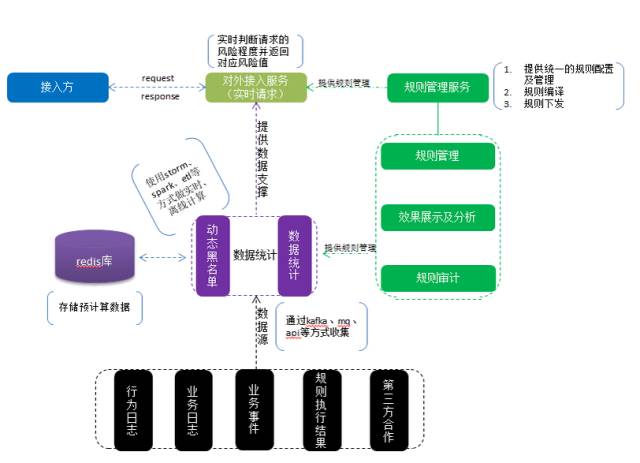 实时判断请求的
风险程度并返回
对应风险值
接入方
request
response
对外接入服务
（实时请求）
提供规则管理
规则管理服务
1. 提供统一的规则配置
及管理
2. 规则编译
3. 规则下发
提供数据支撑
规则管理
使用storm、
spark、etl等
方式做实时、
离线计算
效果展示及分析
动态黑名单
数据统计
数据统计
提供规则管理
redis库
规则审计
存储预计算数据
数据源
通过kafka、mq、
api等方式收集
行为日志
业务日志
业务事件
规则执行结果
第三方合作